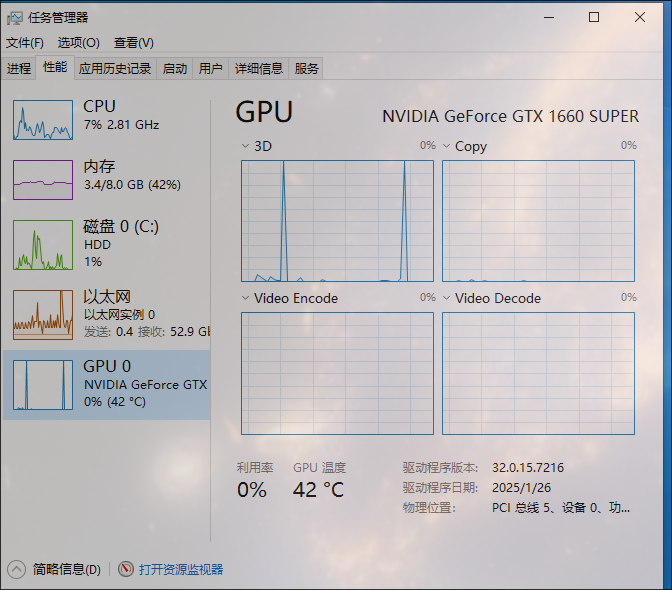 任务管理器
文件(F) 选项(O) 查看(V)
进程 性能 应用历史记录 启动 用户 详细信息 服务
CPU
7% 2.81 GHz
内存
3.4/8.0 GB (42%)
磁盘 0 (C:)
HDD
1%
以太网
以太网实例 0
发送: 0.4 接收: 52.9 GB
GPU 0
NVIDIA GeForce GTX
0% (42 °C)
GPU
NVIDIA GeForce GTX 1660 SUPER
3D 0%
Copy 0%
Video Encode 0%
Video Decode 0%
利用率
0%
GPU 温度
42 °C
驱动程序版本: 32.0.15.7216
驱动程序日期: 2025/1/26
物理位置: PCI 总线 5、设备 0、功...
简略信息(D)
打开资源监视器